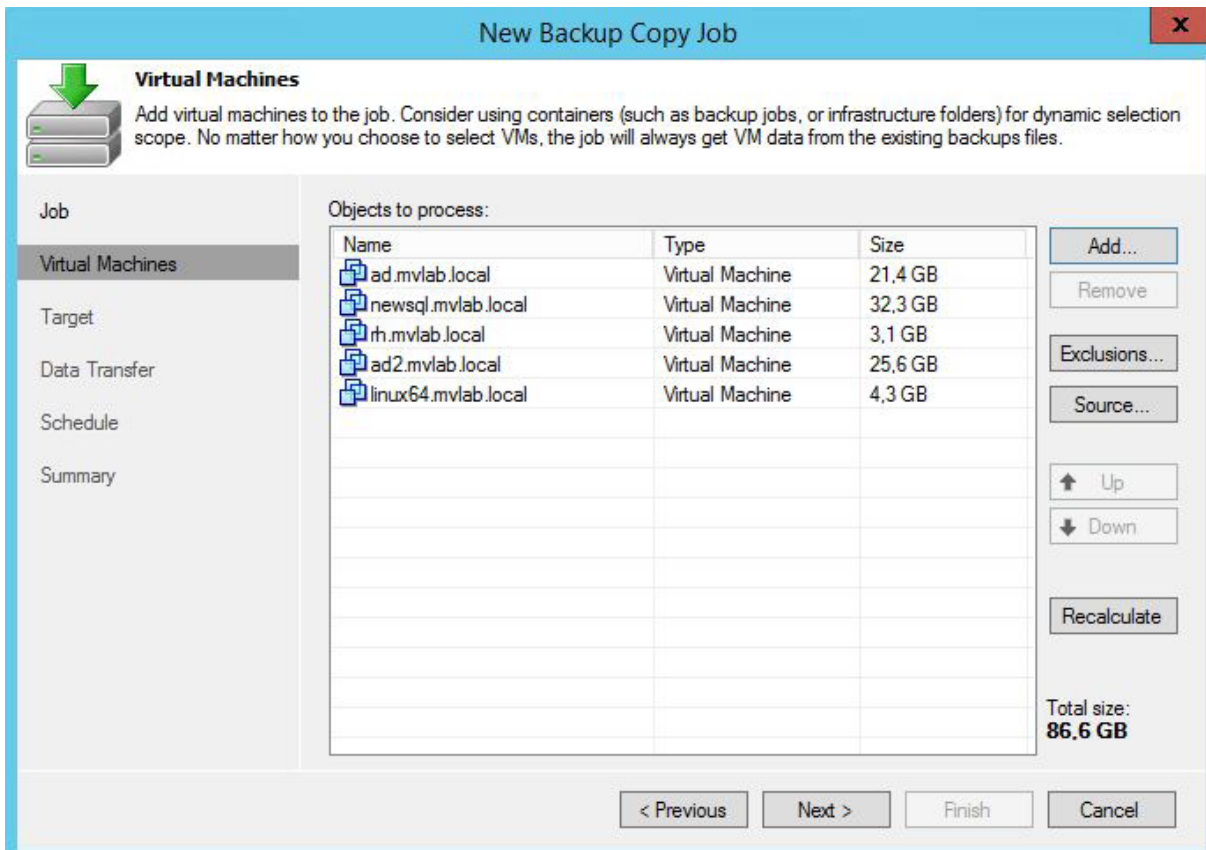 New Backup Copy Job
X
Virtual Machines
Add virtual machines to the job. Consider using containers (such as backup jobs, or infrastructure folders) for dynamic selection
scope. No matter how you choose to select VMs, the job will always get VM data from the existing backups files.
Job
Virtual Machines
Target
Data Transfer
Schedule
Summary
Objects to process:
Name Type Size
ad.mvlab.local Virtual Machine 21,4 GB
newsql.mvlab.local Virtual Machine 32,3 GB
rh.mvlab.local Virtual Machine 3,1 GB
ad2.mvlab.local Virtual Machine 25,6 GB
linux64.mvlab.local Virtual Machine 4,3 GB
Add...
Remove
Exclusions...
Source...
Up
Down
Recalculate
Total size:
86,6 GB
< Previous Next > Finish Cancel